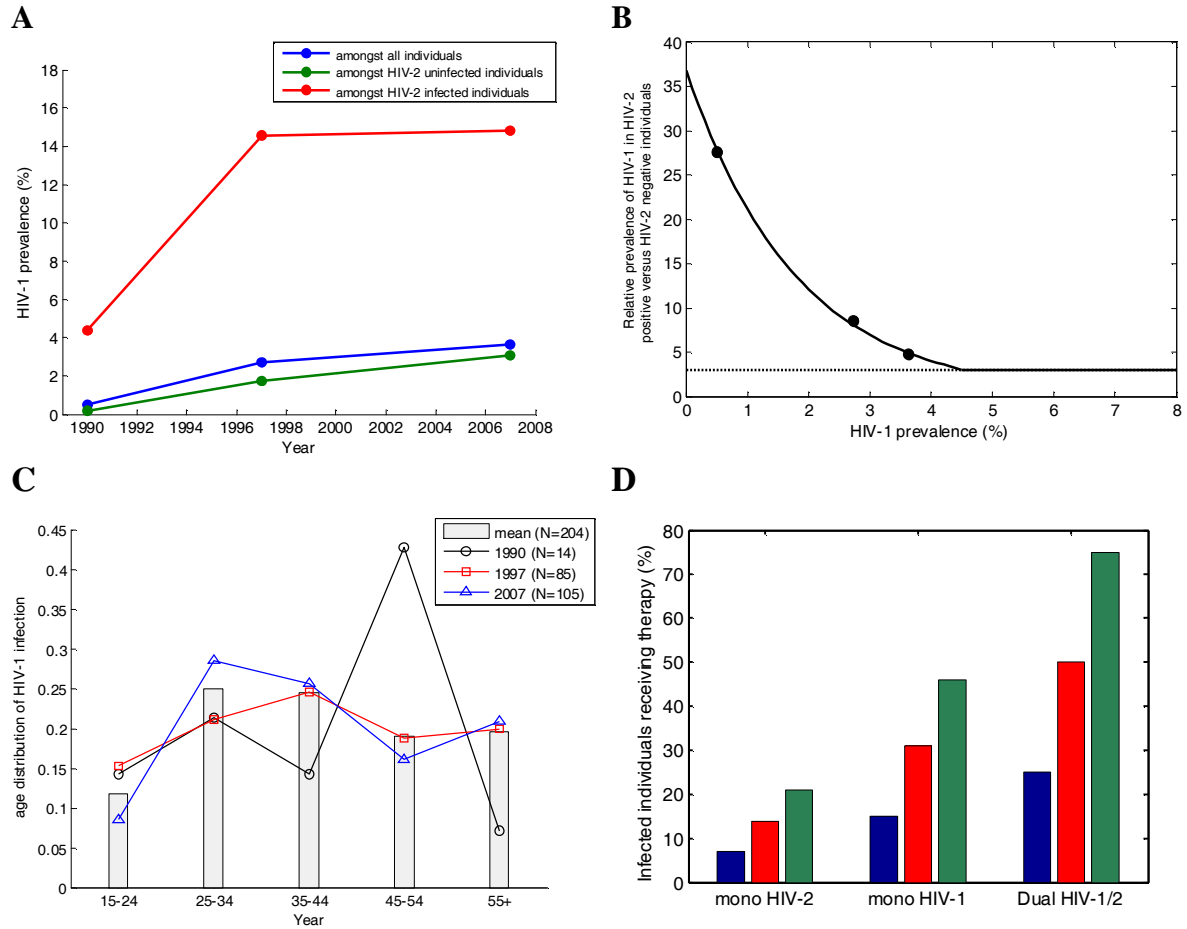 A
amongst all individuals
amongst HIV-2 uninfected individuals
amongst HIV-2 infected individuals
HIV-1 prevalence (%)
18
16
14
12
10
8
6
4
2
0
1990 1992 1994 1996 1998 2000 2002 2004 2006 2008
Year
B
Relative prevalence of HIV-1 in HIV-2
positive versus HIV-2 negative individuals
40
35
30
25
20
15
10
5
0
0 1 2 3 4 5 6 7 8
HIV-1 prevalence (%)
C
mean (N=204)
1990 (N=14)
1997 (N=85)
2007 (N=105)
age distribution of HIV-1 infection
0.45
0.4
0.35
0.3
0.25
0.2
0.15
0.1
0.05
0
15-24 25-34 35-44 45-54 55+
Year
D
Infected individuals receiving therapy (%)
80
70
60
50
40
30
20
10
0
mono HIV-2 mono HIV-1 Dual HIV-1/2